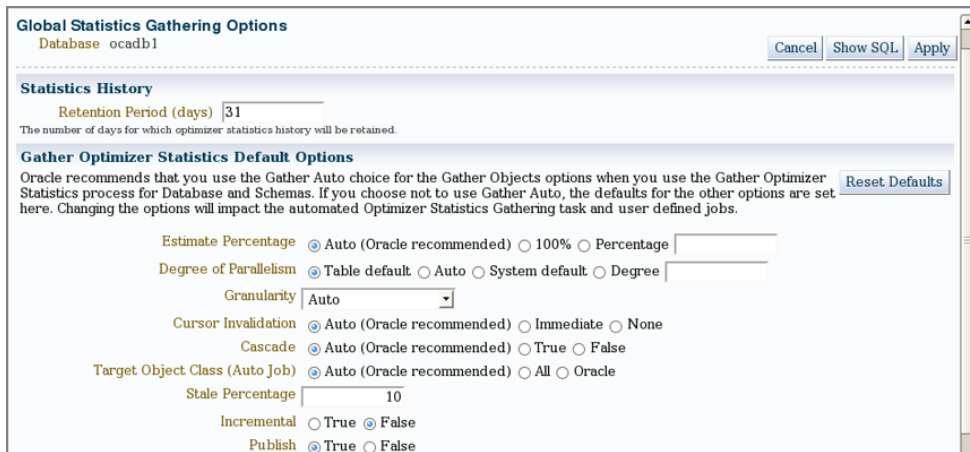 Global Statistics Gathering Options
Database ocadb1
Cancel Show SQL Apply
Statistics History
Retention Period (days) 31
The number of days for which optimizer statistics history will be retained.
Gather Optimizer Statistics Default Options
Oracle recommends that you use the Gather Auto choice for the Gather Objects options when you use the Gather Optimizer
Statistics process for Database and Schemas. If you choose not to use Gather Auto, the defaults for the other options are set
here. Changing the options will impact the automated Optimizer Statistics Gathering task and user defined jobs.
Reset Defaults
Estimate Percentage Auto (Oracle recommended) 100% Percentage
Degree of Parallelism Table default Auto System default Degree
Granularity Auto
Cursor Invalidation Auto (Oracle recommended) Immediate None
Cascade Auto (Oracle recommended) True False
Target Object Class (Auto Job) Auto (Oracle recommended) All Oracle
Stale Percentage 10
Incremental True False
Publish True False